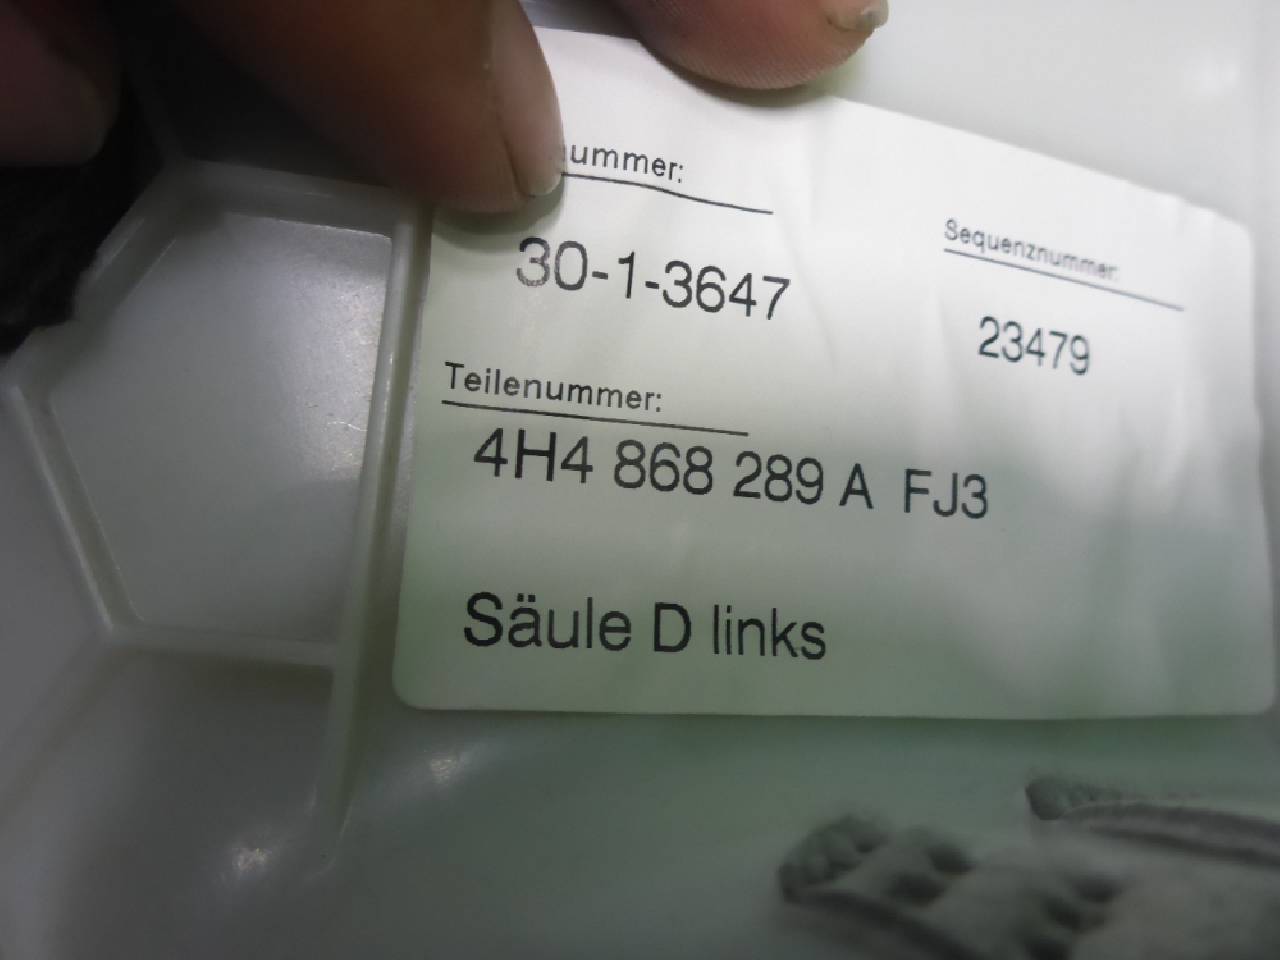 ummer:
30-1-3647
Sequenznummer:
23479
Teilenummer:
4H4 868 289 A FJ3
Säule D links